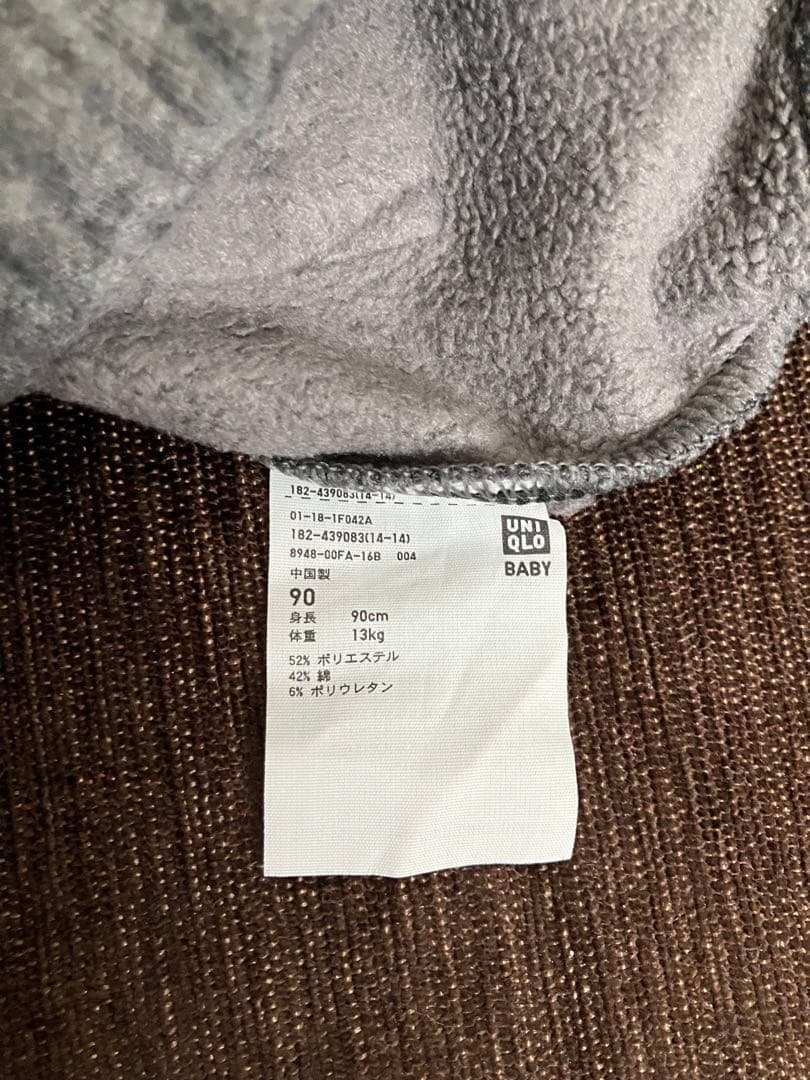 182-439083(14-14)
01-18-1F042A
182-439083(14-14)
8948-00FA-16B 004
中国製
90
身長 90cm
体重 13kg
52% ポリエステル
42% 綿
6% ポリウレタン
UNI
QLO
BABY